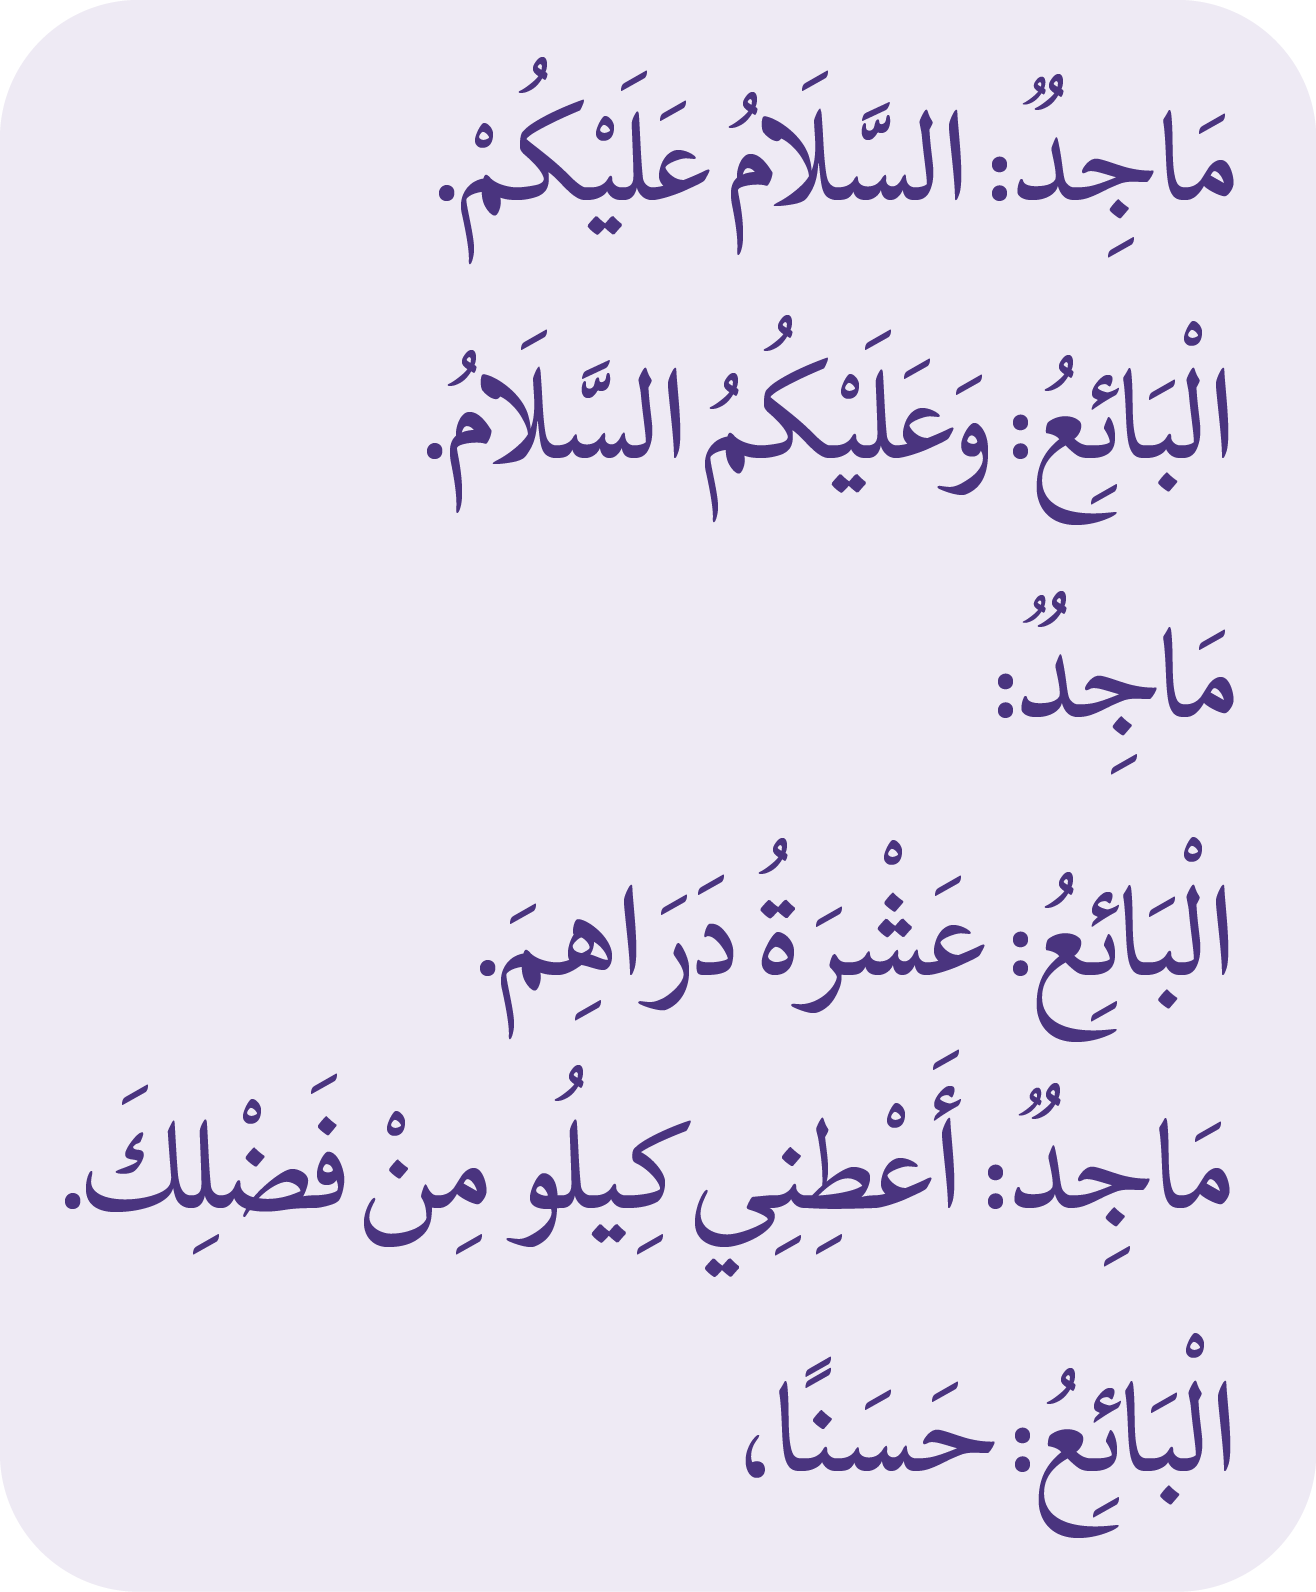 مَاجِدٌ: السَّلَامُ عَلَيْكُمْ.
الْبَائِعُ: وَعَلَيْكُمُ السَّلَامُ.
مَاجِدٌ:
الْبَائِعُ: عَشْرَةُ دَرَاهِمَ.
مَاجِدٌ: أَعْطِنِي كِيلُو مِنْ فَضْلِكَ.
الْبَائِعُ: حَسَنًا،